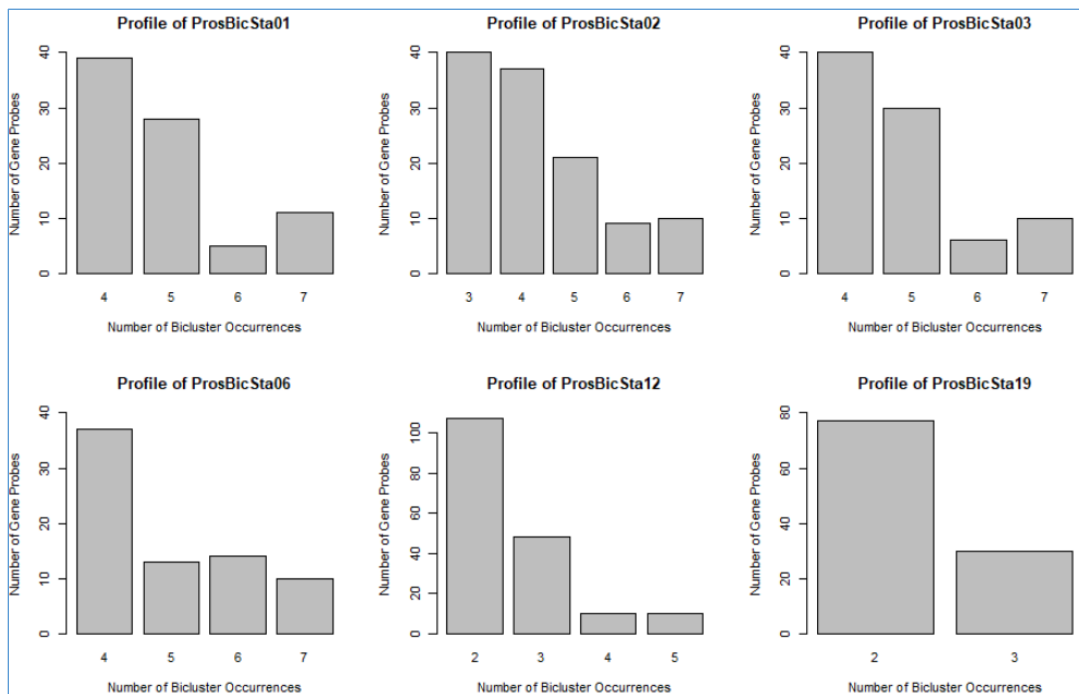 Profile of ProsBicSta01
Number of Gene Probes
40
30
20
10
0
4 5 6 7
Number of Bicluster Occurrences
Profile of ProsBicSta02
Number of Gene Probes
40
30
20
10
0
3 4 5 6 7
Number of Bicluster Occurrences
Profile of ProsBicSta03
Number of Gene Probes
40
30
20
10
0
4 5 6 7
Number of Bicluster Occurrences
Profile of ProsBicSta06
Number of Gene Probes
40
30
20
10
0
4 5 6 7
Number of Bicluster Occurrences
Profile of ProsBicSta12
Number of Gene Probes
100
80
60
40
20
0
2 3 4 5
Number of Bicluster Occurrences
Profile of ProsBicSta19
Number of Gene Probes
80
60
40
20
0
2 3
Number of Bicluster Occurrences